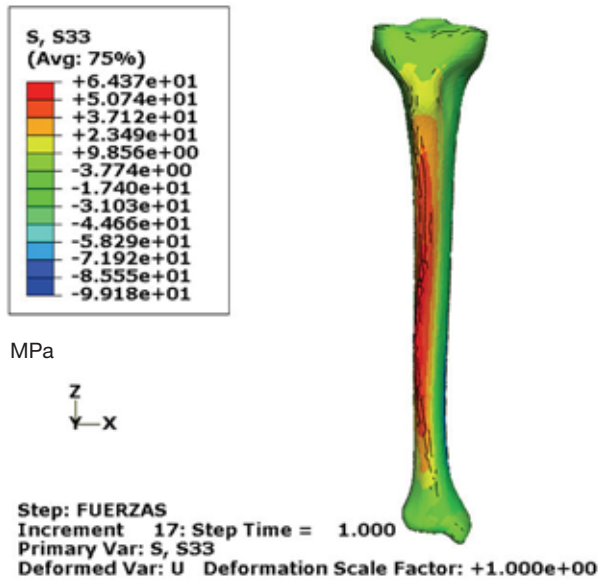 S, S33
(Avg: 75%)
+6.437e+01
+5.074e+01
+3.712e+01
+2.349e+01
+9.856e+00
-3.774e+00
-1.740e+01
-3.103e+01
-4.466e+01
-5.829e+01
-7.192e+01
-8.555e+01
-9.918e+01
MPa
Z
Y X
Step: FUERZAS
Increment 17: Step Time = 1.000
Primary Var: S, S33
Deformed Var: U Deformation Scale Factor: +1.000e+00